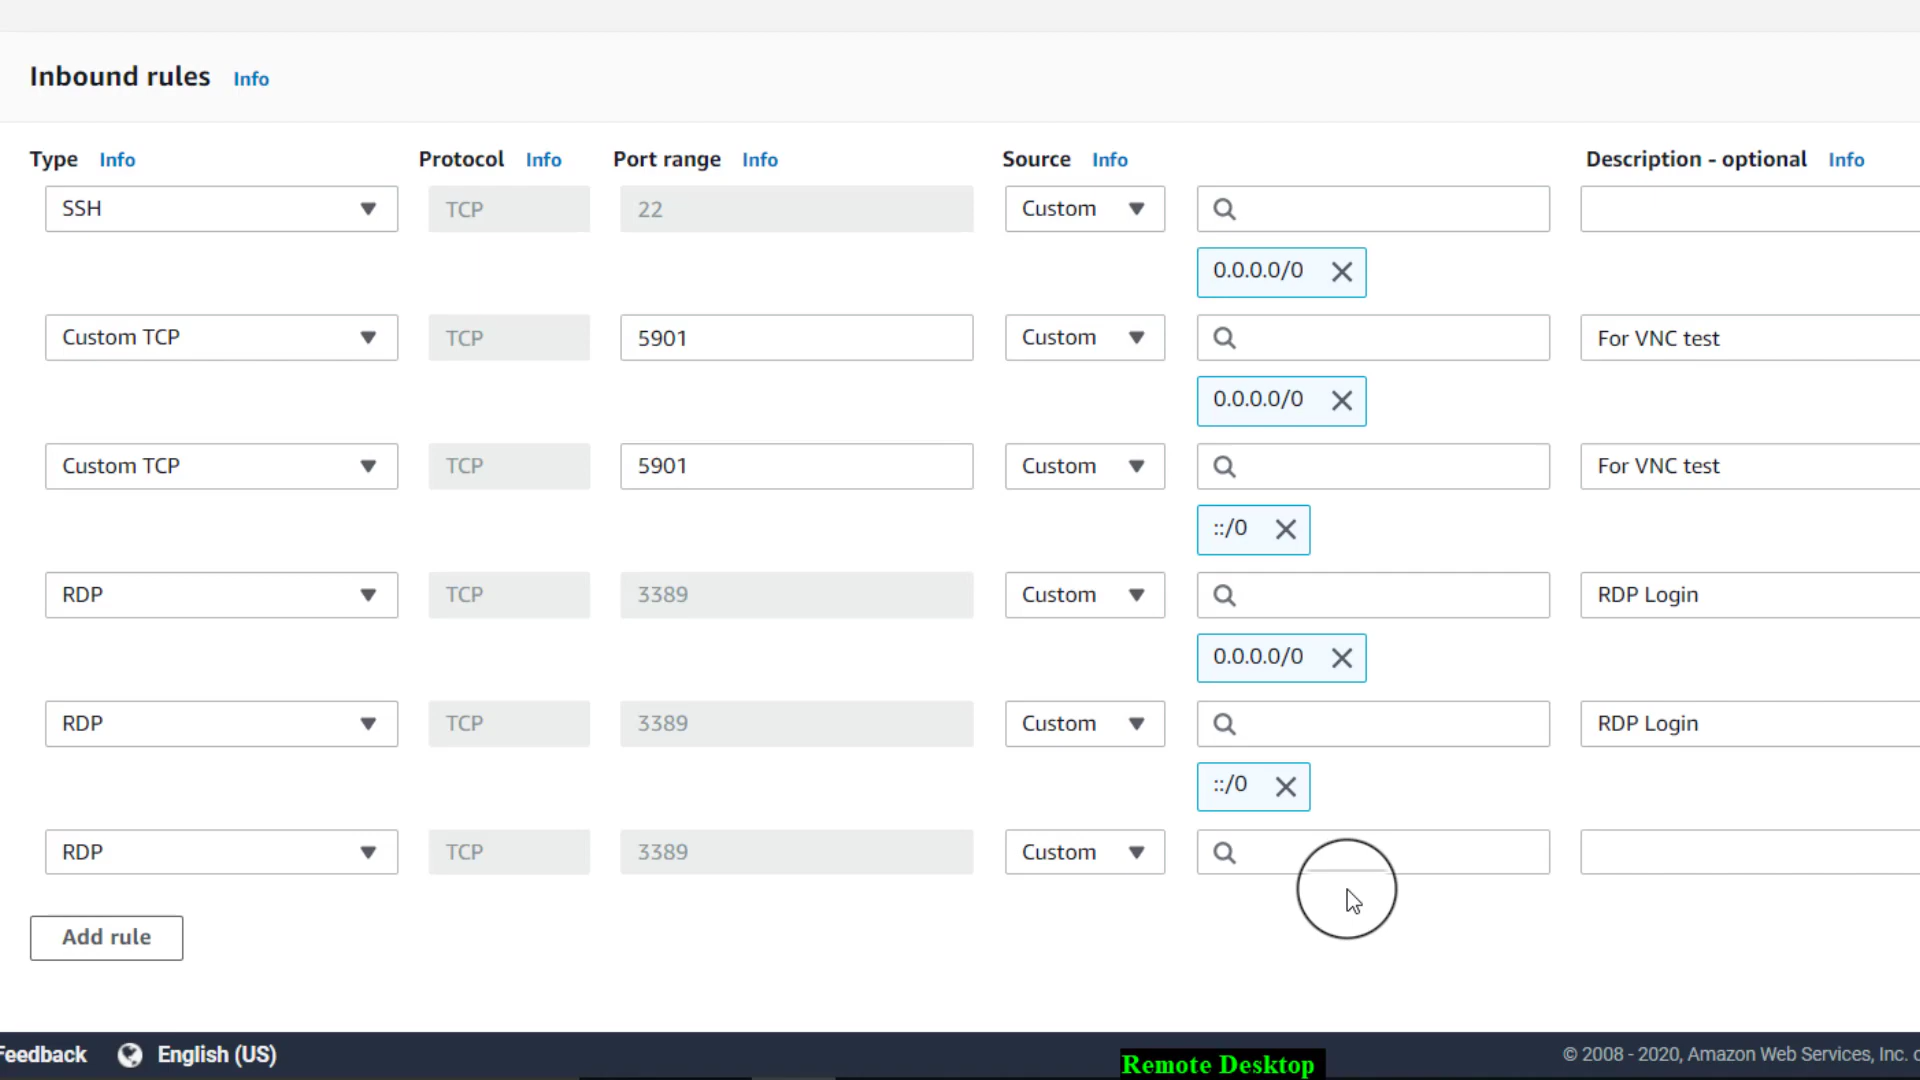 Inbound rules Info
Type Info Protocol Info Port range Info Source Info Description - optional Info
SSH TCP 22 Custom
0.0.0.0/0
Custom TCP TCP 5901 Custom For VNC test
0.0.0.0/0
Custom TCP TCP 5901 Custom For VNC test
::/0
RDP TCP 3389 Custom RDP Login
0.0.0.0/0
RDP TCP 3389 Custom RDP Login
::/0
RDP TCP 3389 Custom
Add rule
Feedback English (US) © 2008 - 2020, Amazon Web Services, Inc.
Remote Desktop